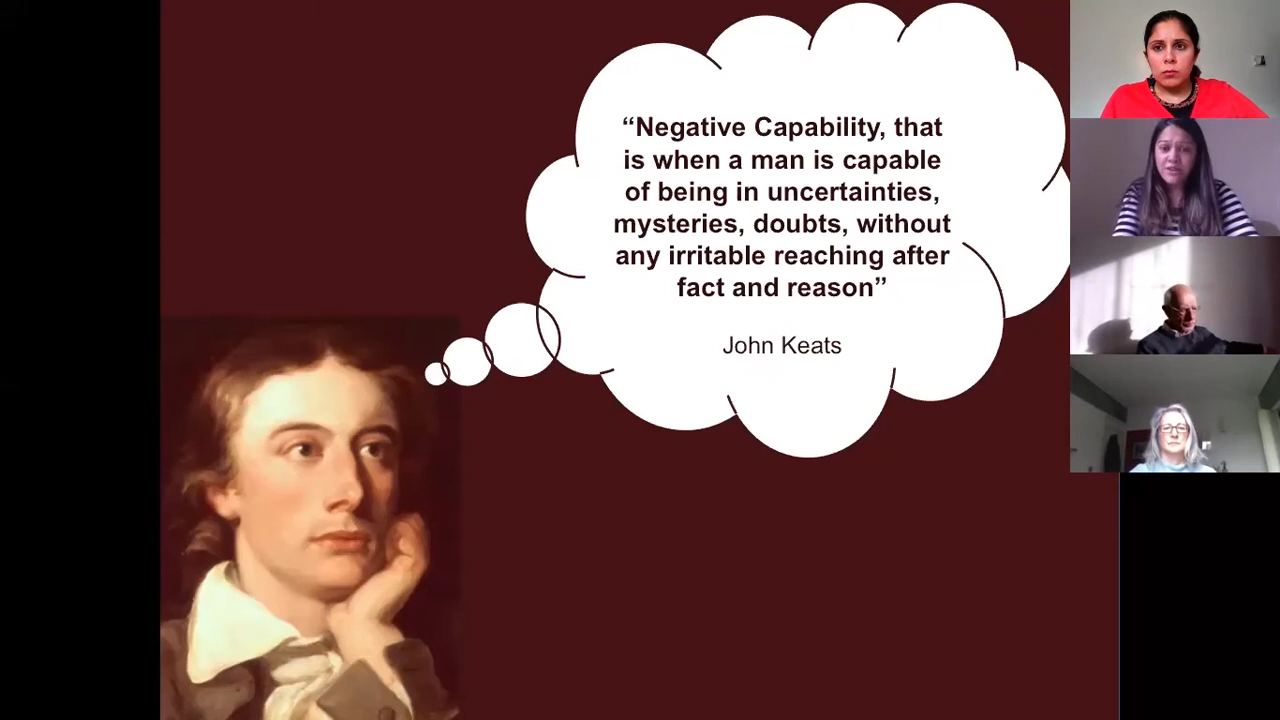 “Negative Capability, that
is when a man is capable
of being in uncertainties,
mysteries, doubts, without
any irritable reaching after
fact and reason”
John Keats